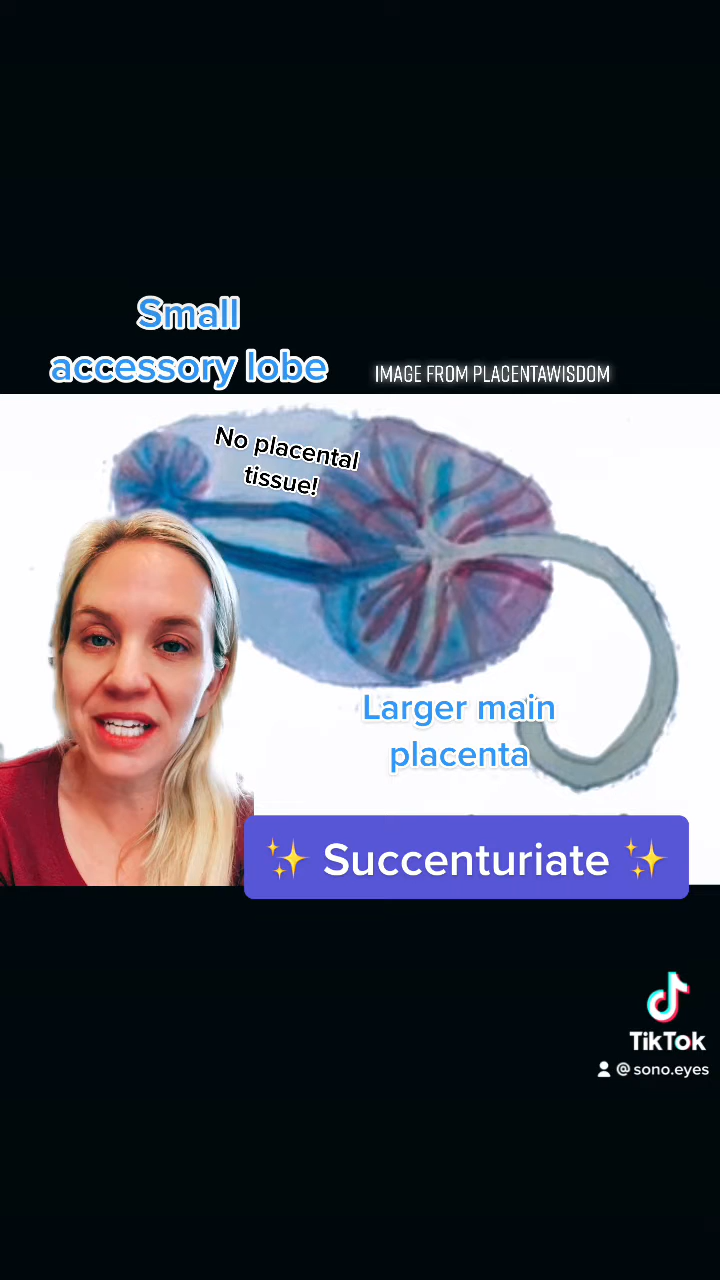 Small
accessory lobe
IMAGE FROM PLACENTAWISDOM
No placental
tissue!
Larger main
placenta
✨ Succenturiate ✨
TikTok
@sono.eyes